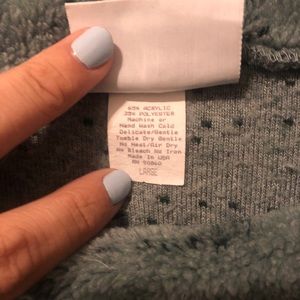 65% ACRYLIC
35% POLYESTER
Machine or
Hand Wash Cold
Delicate/Gentle
Tumble Dry Gentle
No Heat/Air Dry
No Bleach No Iron
Made In USA
RN 90860
LARGE